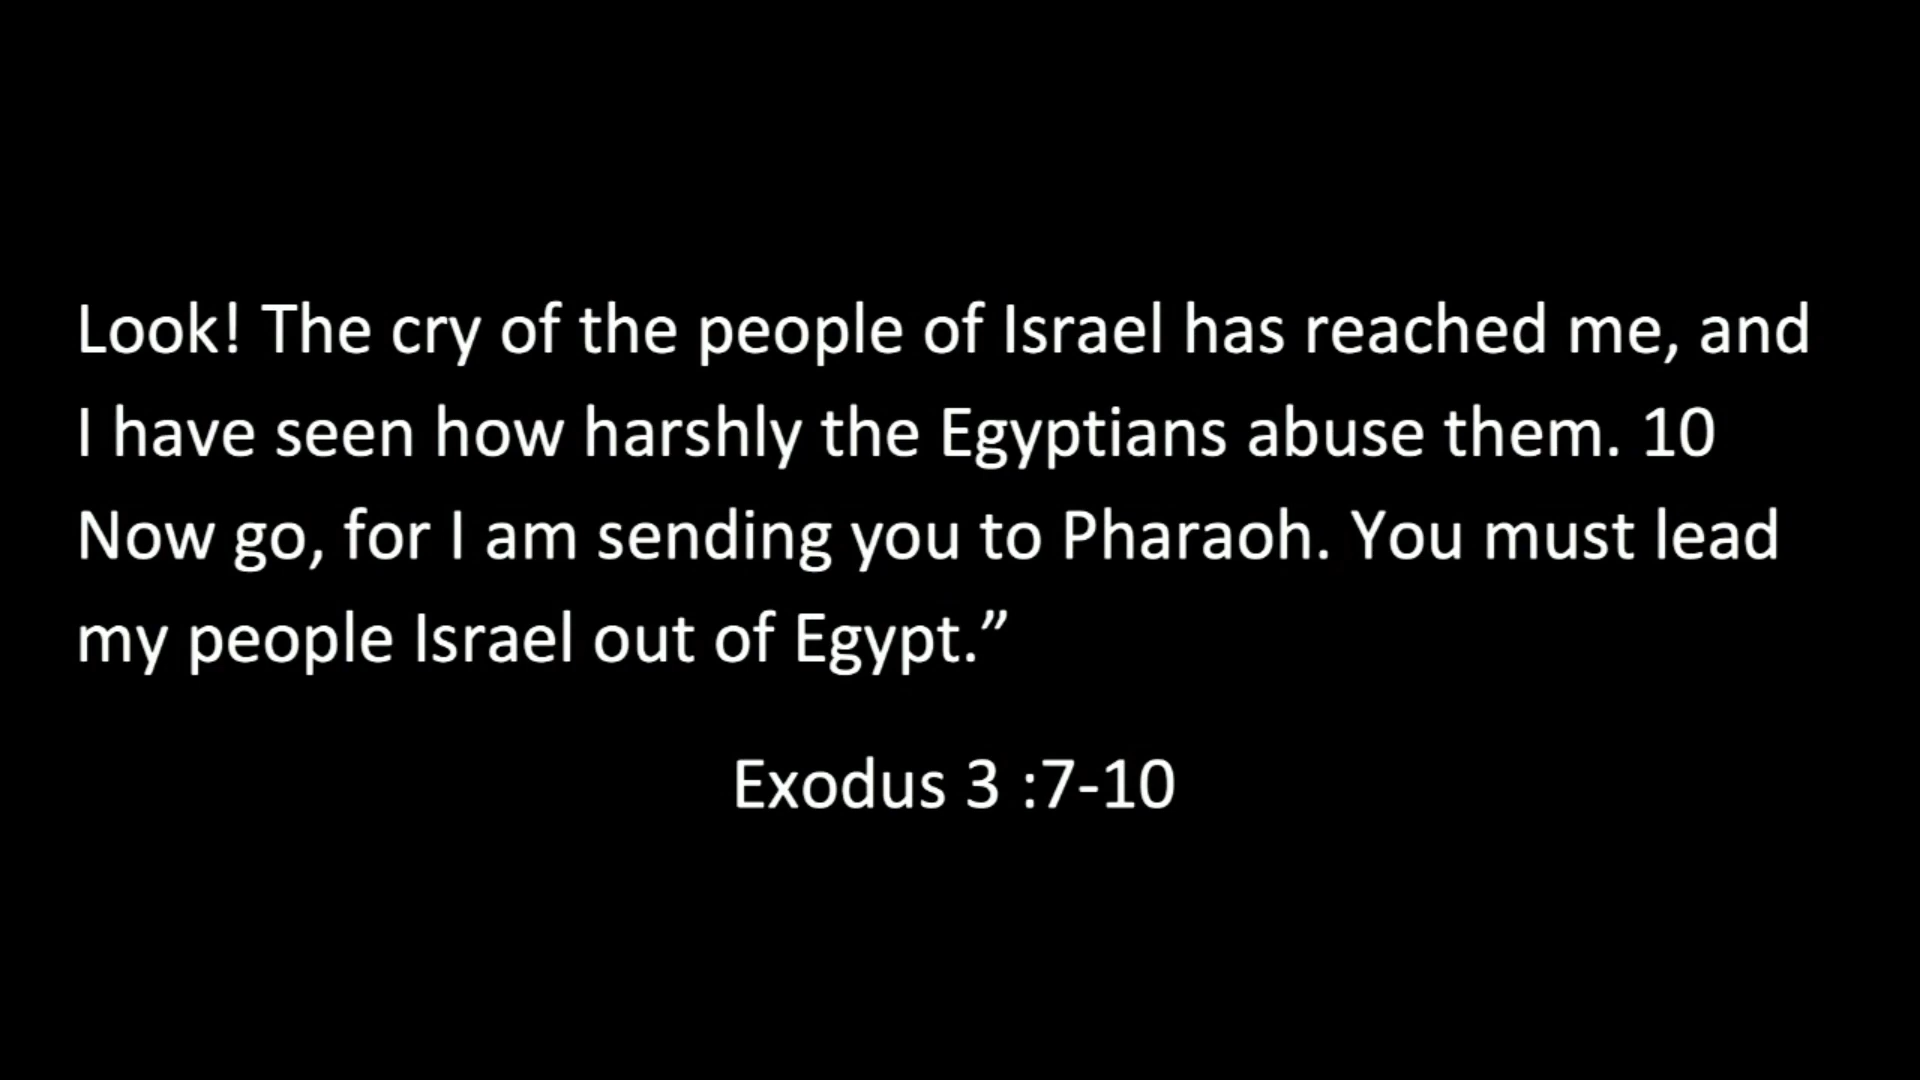 Look! The cry of the people of Israel has reached me, and
I have seen how harshly the Egyptians abuse them. 10
Now go, for I am sending you to Pharaoh. You must lead
my people Israel out of Egypt.”
Exodus 3 :7-10